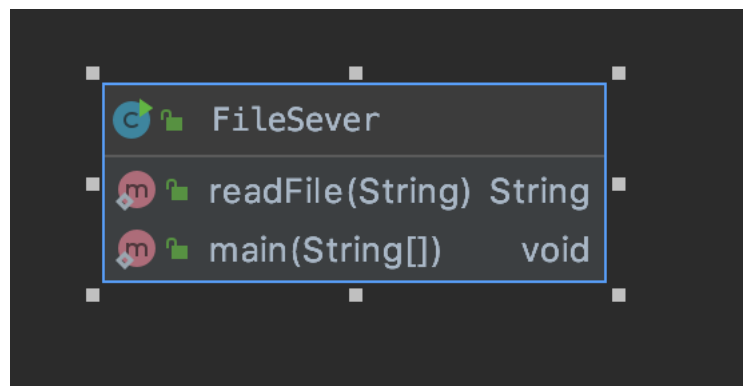 FileSever
readFile(String) String
main(String[]) void